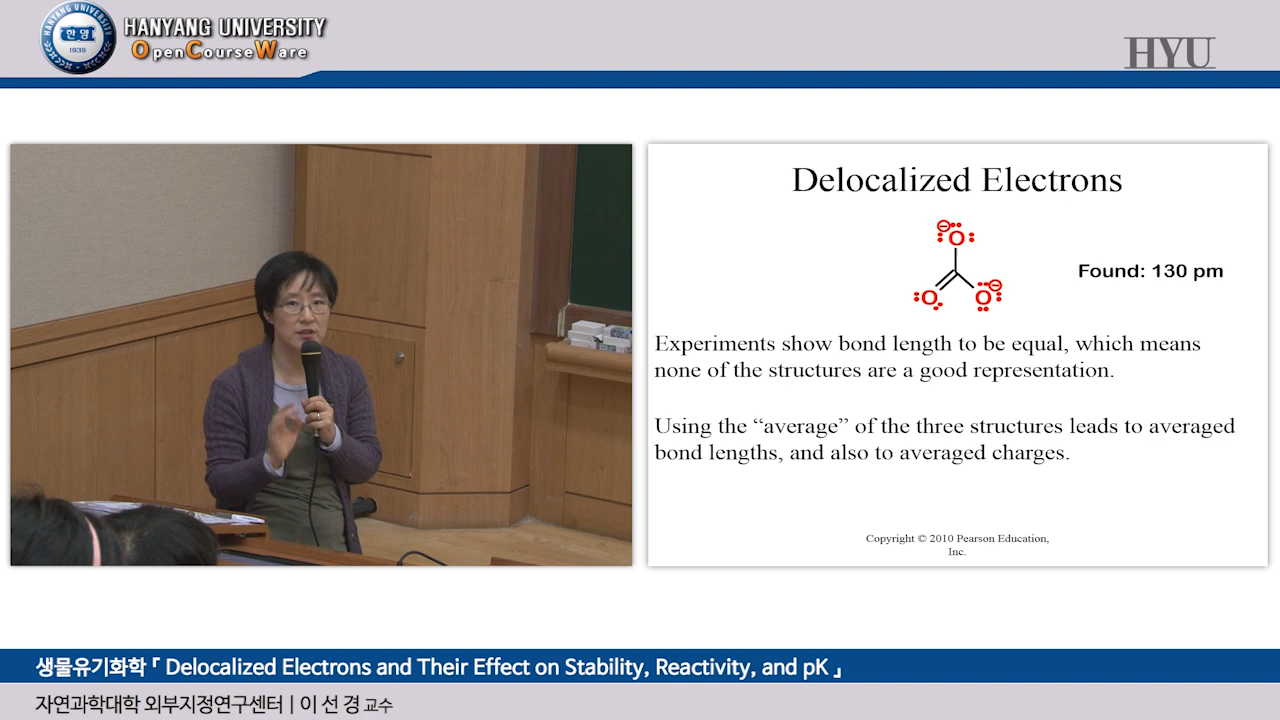 HANYANG UNIVERSITY
OpenCourseWare
한양
1939
HYU
Delocalized Electrons
O
Found: 130 pm
O O
Experiments show bond length to be equal, which means
none of the structures are a good representation.
Using the “average” of the three structures leads to averaged
bond lengths, and also to averaged charges.
Copyright © 2010 Pearson Education,
Inc.
생물유기화학「 Delocalized Electrons and Their Effect on Stability, Reactivity, and pK 」
자연과학대학 외부지정연구센터 | 이 선 경 교수